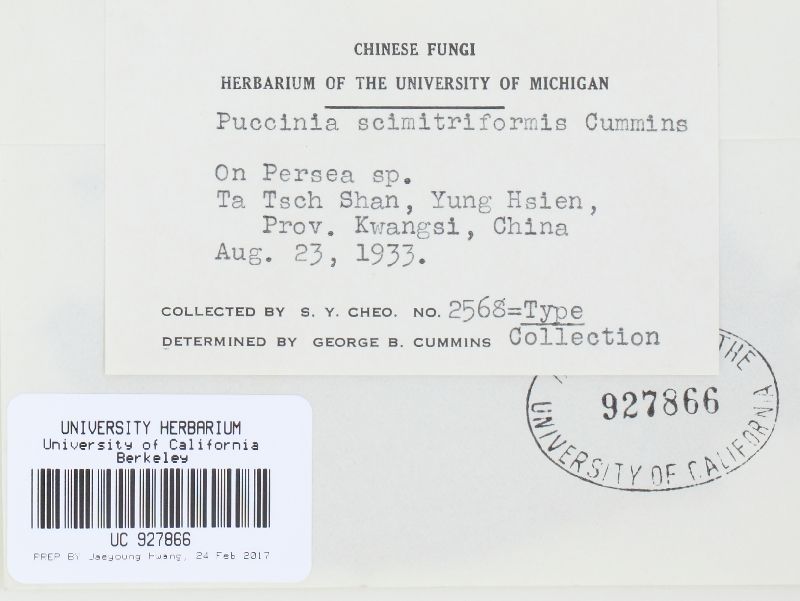 CHINESE FUNGI
HERBARIUM OF THE UNIVERSITY OF MICHIGAN
Puccinia scimitriformis Cummins
On Persea sp.
Ta Tsch Shan, Yung Hsien,
Prov. Kwangsi, China
Aug. 23, 1933.
COLLECTED BY S. Y. CHEO. NO. 2568=Type
DETERMINED BY GEORGE B. CUMMINS Collection
THE
927866
UNIVERSITY OF CALIFORNIA
UNIVERSITY HERBARIUM
University of California
Berkeley
UC 927866
PREP BY Jaeyoung Hwang, 24 Feb 2017